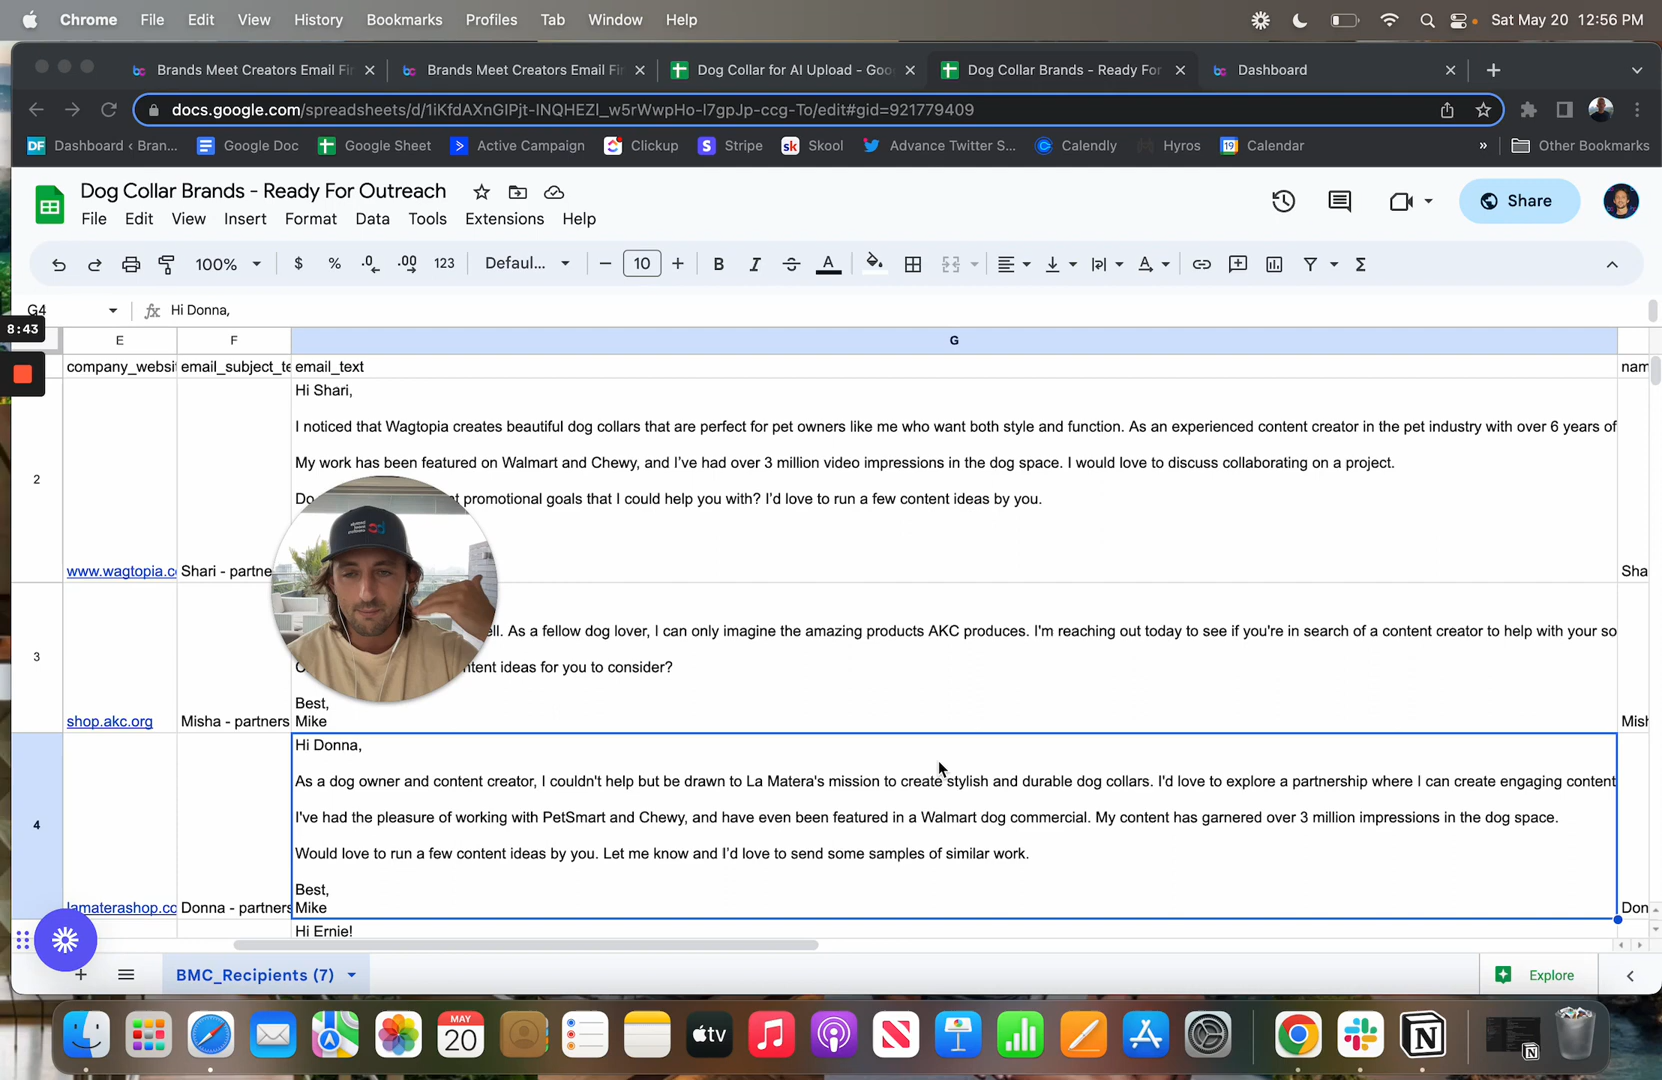 Chrome File Edit View History Bookmarks Profiles Tab Window Help Sat May 20 12:56 PM
Brands Meet Creators Email Fir Brands Meet Creators Email Fir Dog Collar for AI Upload - Goo Dog Collar Brands - Ready For Dashboard
docs.google.com/spreadsheets/d/1iKfdAXnGIPjt-INQHEZl_w5rWwpHo-I7gpJp-ccg-To/edit#gid=921779409
DF Dashboard ‹ Bran... Google Doc Google Sheet Active Campaign Clickup S Stripe sk Skool Advance Twitter S... Calendly Hyros 19 Calendar » Other Bookmarks
Dog Collar Brands - Ready For Outreach
File Edit View Insert Format Data Tools Extensions Help
Share
100% $ % .0 .00 123 Defaul... 10 B I A Σ
G4 fx Hi Donna,
8:43
E F G
company_websi email_subject_te email_text nam
2
Hi Shari,
I noticed that Wagtopia creates beautiful dog collars that are perfect for pet owners like me who want both style and function. As an experienced content creator in the pet industry with over 6 years of
My work has been featured on Walmart and Chewy, and I've had over 3 million video impressions in the dog space. I would love to discuss collaborating on a project.
Do promotional goals that I could help you with? I'd love to run a few content ideas by you.
www.wagtopia.co Shari - partne Sha
3
As a fellow dog lover, I can only imagine the amazing products AKC produces. I'm reaching out today to see if you're in search of a content creator to help with your so
ideas for you to consider?
Best,
shop.akc.org Misha - partners Mike Mish
4
Hi Donna,
As a dog owner and content creator, I couldn't help but be drawn to La Matera's mission to create stylish and durable dog collars. I'd love to explore a partnership where I can create engaging content
I've had the pleasure of working with PetSmart and Chewy, and have even been featured in a Walmart dog commercial. My content has garnered over 3 million impressions in the dog space.
Would love to run a few content ideas by you. Let me know and I'd love to send some samples of similar work.
Best,
lamaterashop.co Donna - partners Mike Don
Hi Ernie!
BMC_Recipients (7) Explore
MAY
20
tv